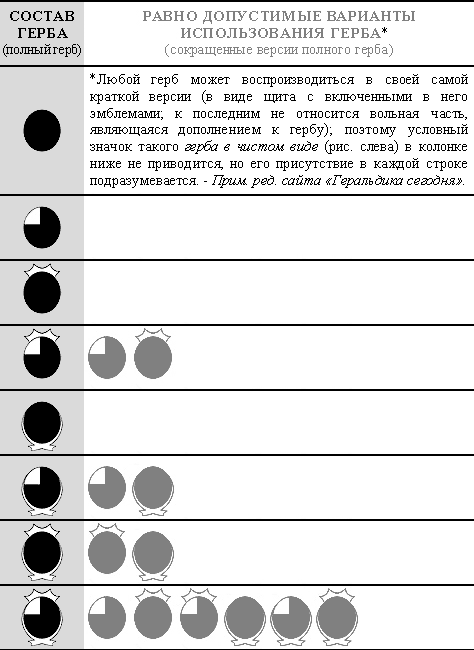 СОСТАВ
ГЕРБА
(полный герб)
РАВНО ДОПУСТИМЫЕ ВАРИАНТЫ
ИСПОЛЬЗОВАНИЯ ГЕРБА*
(сокращенные версии полного герба)
*Любой герб может воспроизводиться в своей самой
краткой версии (в виде щита с включенными в него
эмблемами; к последним не относится вольная часть,
являющаяся дополнением к гербу); поэтому условный
значок такого герба в чистом виде (рис. слева) в колонке
ниже не приводится, но его присутствие в каждой строке
подразумевается. - Прим. ред. сайта «Геральдика сегодня».